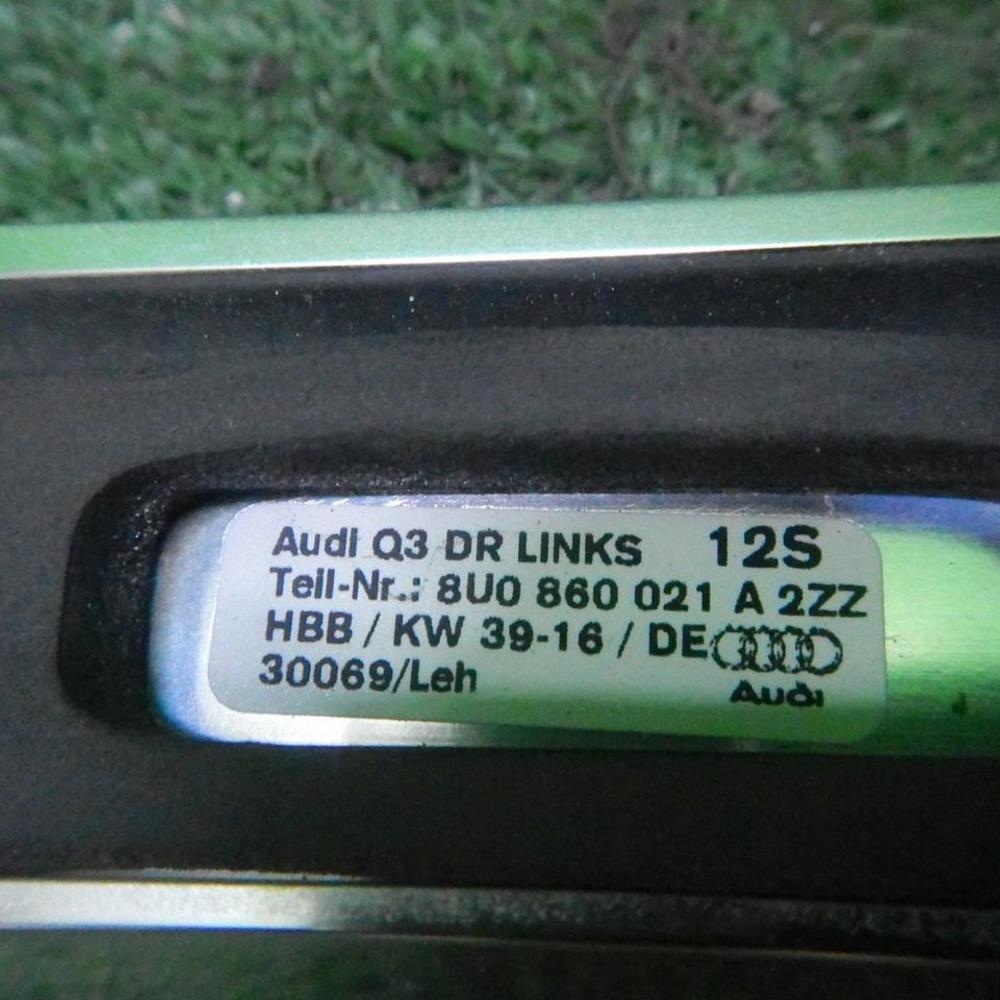 Audi Q3 DR LINKS 12S
Teil-Nr.: 8U0 860 021 A 2ZZ
HBB / KW 39-16 / DE
30069/Leh
Audi